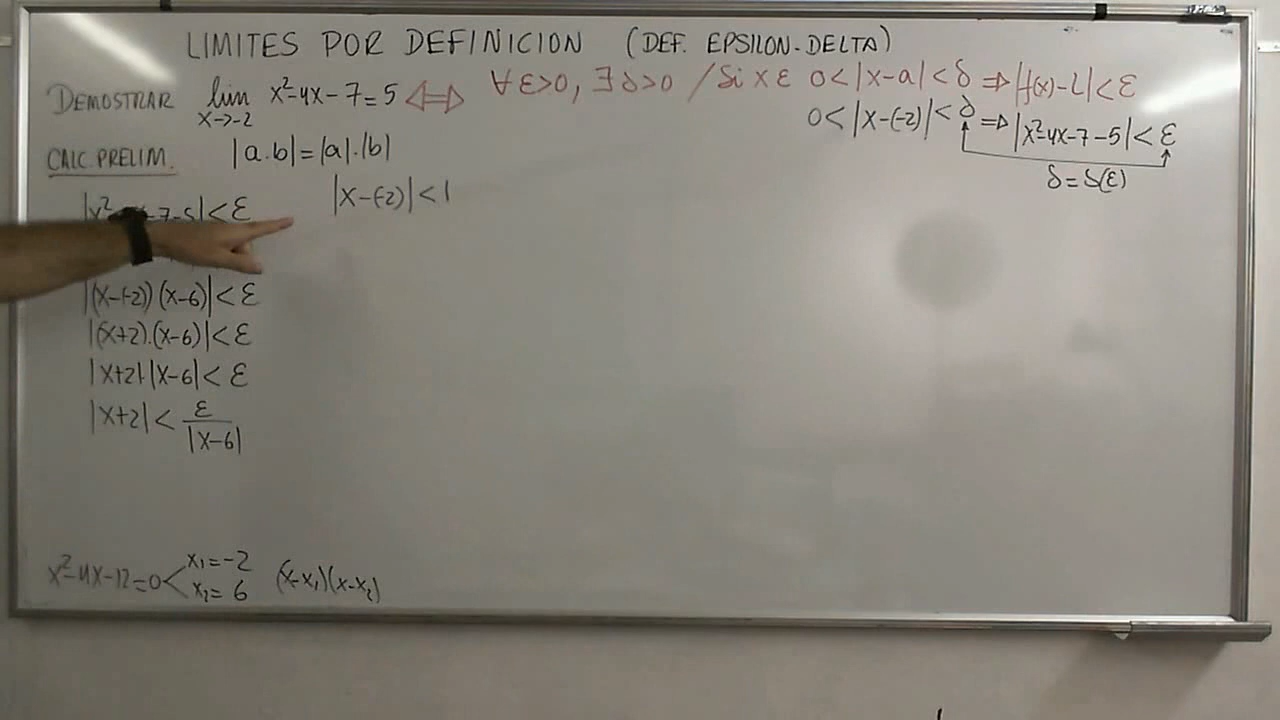 LIMITES POR DEFINICION (DEF. EPSILON-DELTA)
DEMOSTRAR lim x²-4x-7=5 ⇔ ∀ε>0, ∃δ>0 / Si x ∈ 0<|x-a|<δ ⇒ |f(x)-L|<ε
x→-2
0<|x-(-2)|<δ ⇒ |x²-4x-7-5|<ε
δ=δ(ε)
CALC. PRELIM. |a.b|=|a|.|b|
|x-(-2)|<1
|x² -7-5|<ε
|(x-(-2))(x-6)|<ε
|(x+2).(x-6)|<ε
|x+2|.|x-6|<ε
|x+2|< ε/|x-6|
x²-4x-12=0 < x₁=-2 (x-x₁)(x-x₂)
x₂=6